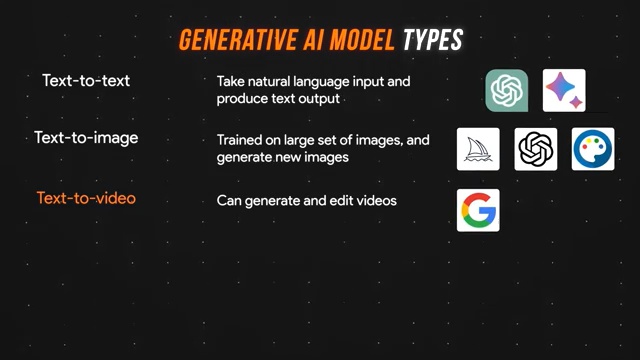 GENERATIVE AI MODEL TYPES
Text-to-text
Take natural language input and
produce text output
Text-to-image
Trained on large set of images, and
generate new images
Text-to-video
Can generate and edit videos